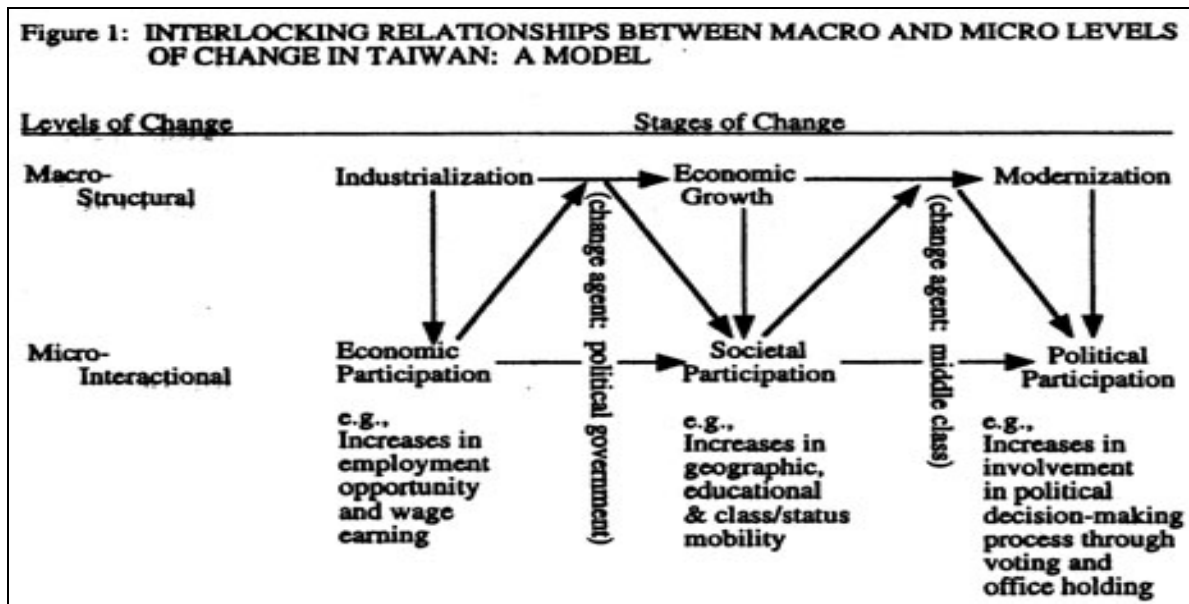 Figure 1: INTERLOCKING RELATIONSHIPS BETWEEN MACRO AND MICRO LEVELS
OF CHANGE IN TAIWAN: A MODEL
Levels of Change
Stages of Change
Macro-
Structural
Industrialization
Economic
Growth
Modernization
(change agent: political government)
(change agent: middle class)
Micro-
Interactional
Economic
Participation
Societal
Participation
Political
Participation
e.g.,
Increases in
employment
opportunity
and wage
earning
e.g.,
Increases in
geographic,
educational
& class/status
mobility
e.g.,
Increases in
involvement
in political
decision-making
process through
voting and
office holding